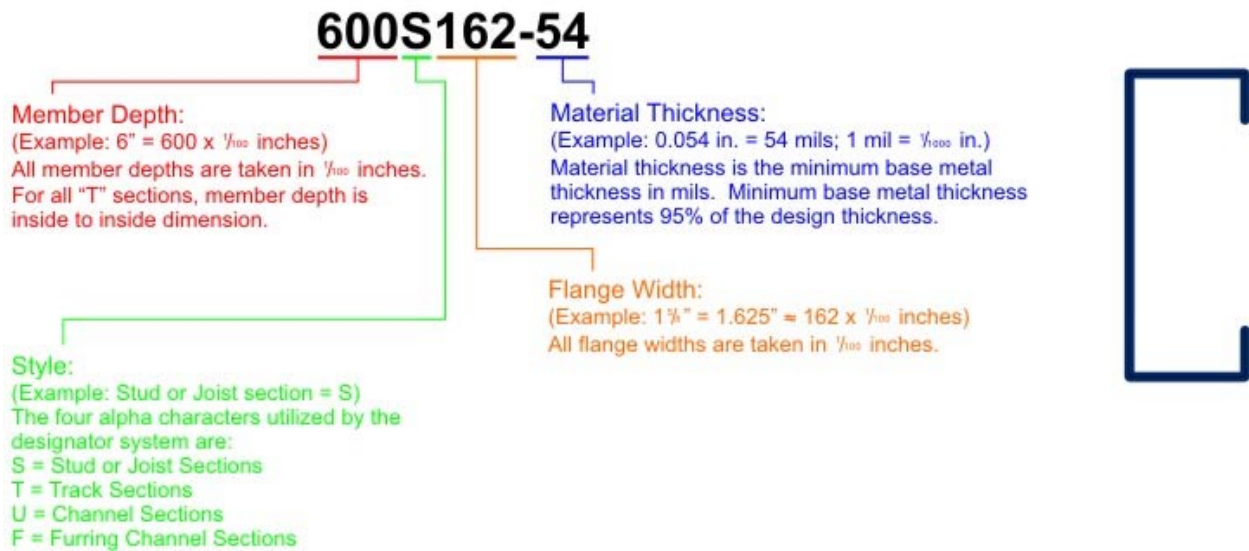 600S162-54
Member Depth:
(Example: 6" = 600 x 1⁄100 inches)
All member depths are taken in 1⁄100 inches.
For all "T" sections, member depth is
inside to inside dimension.
Material Thickness:
(Example: 0.054 in. = 54 mils; 1 mil = 1⁄1000 in.)
Material thickness is the minimum base metal
thickness in mils. Minimum base metal thickness
represents 95% of the design thickness.
Flange Width:
(Example: 1 5⁄8" = 1.625" ≈ 162 x 1⁄100 inches)
All flange widths are taken in 1⁄100 inches.
Style:
(Example: Stud or Joist section = S)
The four alpha characters utilized by the
designator system are:
S = Stud or Joist Sections
T = Track Sections
U = Channel Sections
F = Furring Channel Sections